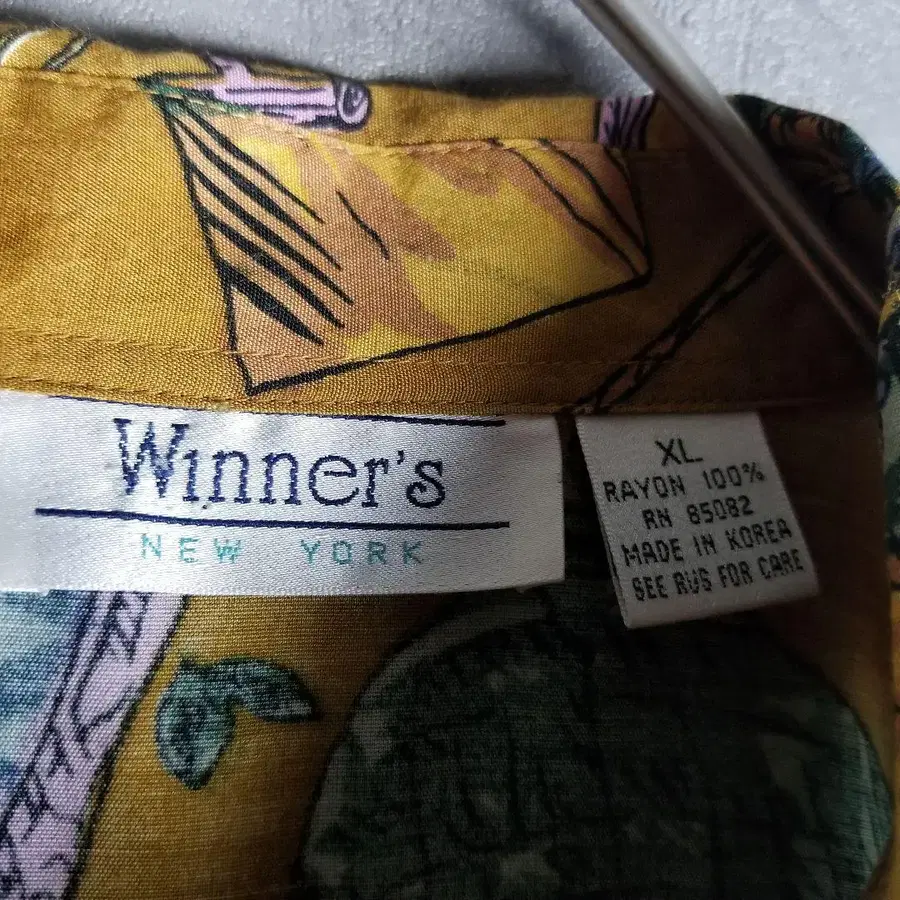 Winner's
NEW YORK
XL
RAYON 100%
RN 85082
MADE IN KOREA
SEE RUS FOR CARE